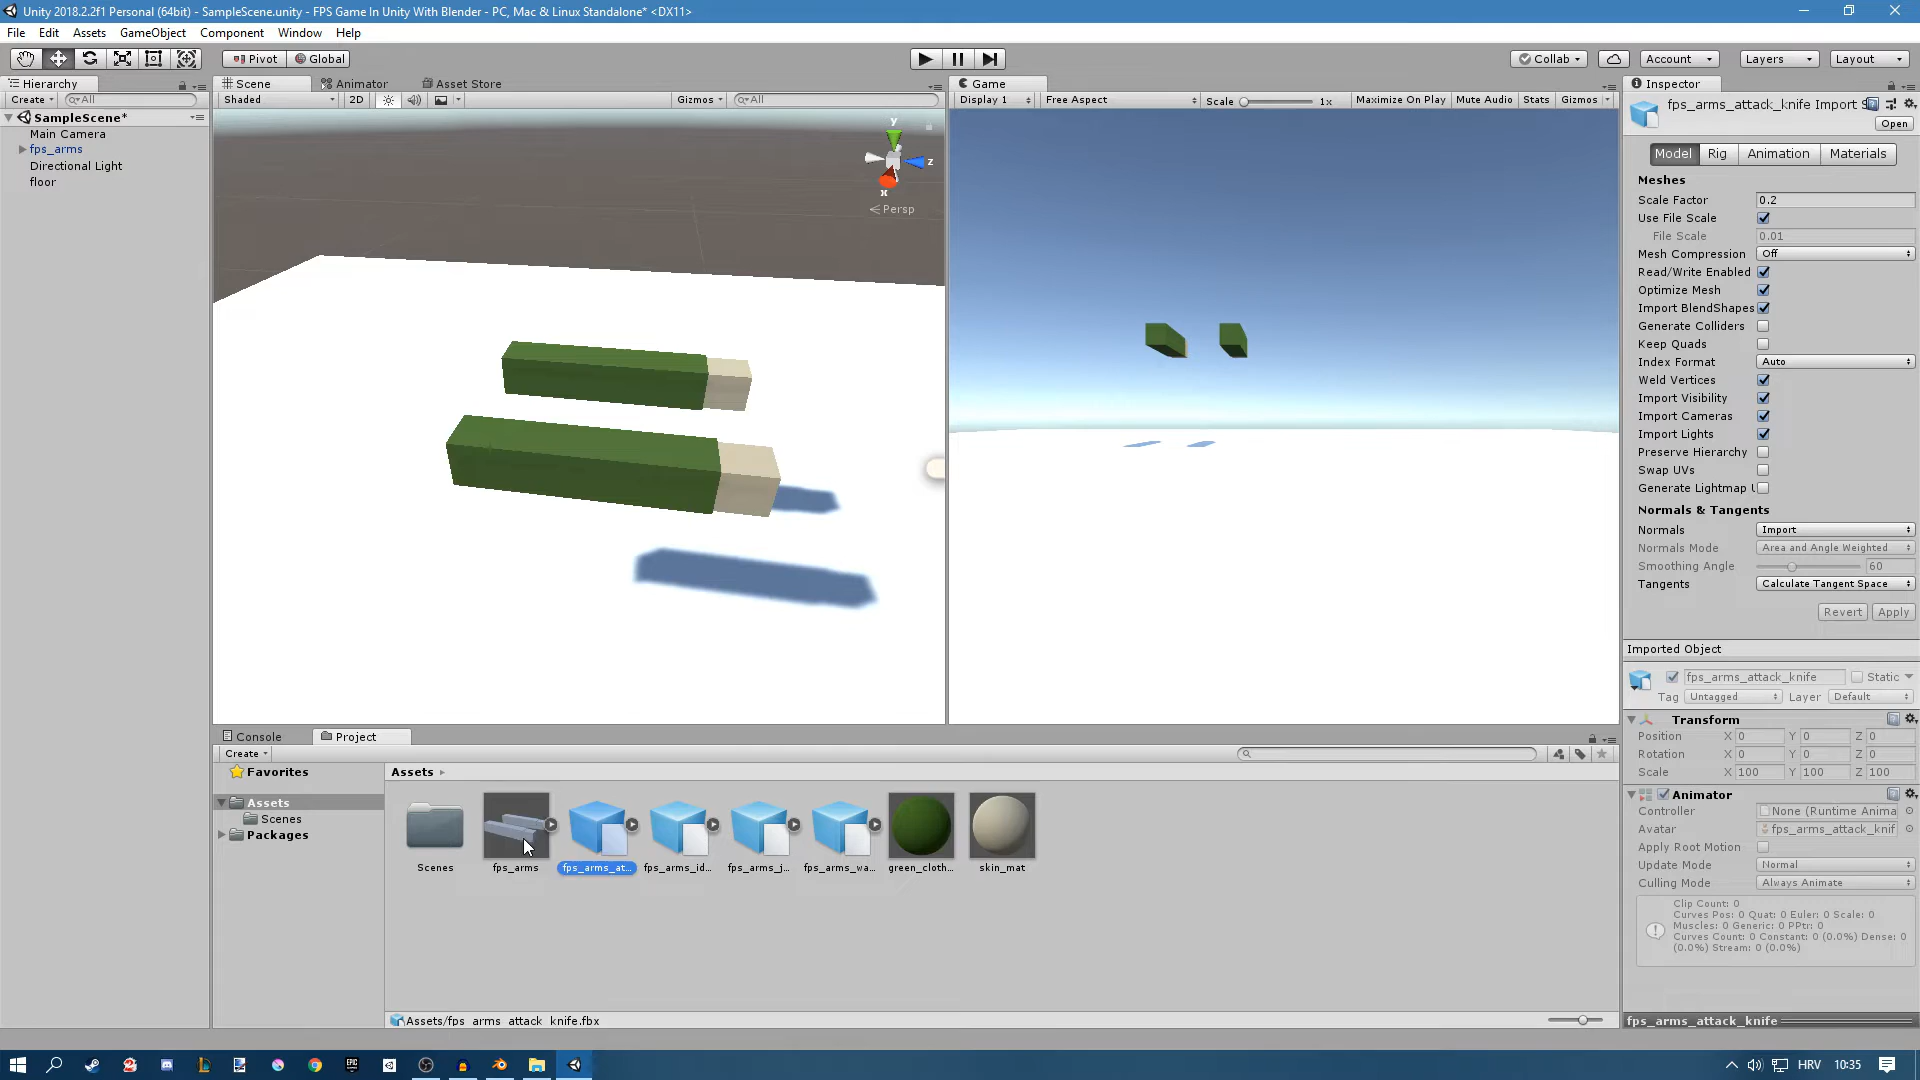 Unity 2018.2.2f1 Personal (64bit) - SampleScene.unity - FPS Game In Unity With Blender - PC, Mac & Linux Standalone* <DX11>
File Edit Assets GameObject Component Window Help
Pivot Global Collab Account Layers Layout
Hierarchy
Create All
SampleScene*
Main Camera
fps_arms
Directional Light
floor
Scene Animator Asset Store
Shaded 2D Gizmos All
y
z
x
Persp
Game
Display 1 Free Aspect Scale 1x Maximize On Play Mute Audio Stats Gizmos
Inspector
fps_arms_attack_knife Import S
Open
Model Rig Animation Materials
Meshes
Scale Factor 0.2
Use File Scale
File Scale 0.01
Mesh Compression Off
Read/Write Enabled
Optimize Mesh
Import BlendShapes
Generate Colliders
Keep Quads
Index Format Auto
Weld Vertices
Import Visibility
Import Cameras
Import Lights
Preserve Hierarchy
Swap UVs
Generate Lightmap
Normals & Tangents
Normals Import
Normals Mode Area and Angle Weighted
Smoothing Angle 60
Tangents Calculate Tangent Space
Revert Apply
Imported Object
fps_arms_attack_knife Static
Tag Untagged Layer Default
Transform
Position X 0 Y 0 Z 0
Rotation X 0 Y 0 Z 0
Scale X 100 Y 100 Z 100
Animator
Controller None (Runtime Anima
Avatar fps_arms_attack_knif
Apply Root Motion
Update Mode Normal
Culling Mode Always Animate
Clip Count: 0
Curves Pos: 0 Quat: 0 Euler: 0 Scale: 0
Muscles: 0 Generic: 0 PPtr: 0
Curves Count: 0 Constant: 0 (0.0%) Dense: 0
(0.0%) Stream: 0 (0.0%)
fps_arms_attack_knife
Console Project
Create
Favorites
Assets
Scenes
Packages
Assets
Scenes fps_arms fps_arms_at... fps_arms_id... fps_arms_j... fps_arms_wa... green_cloth... skin_mat
Assets/fps_arms_attack_knife.fbx
EPIC
HRV 10:35